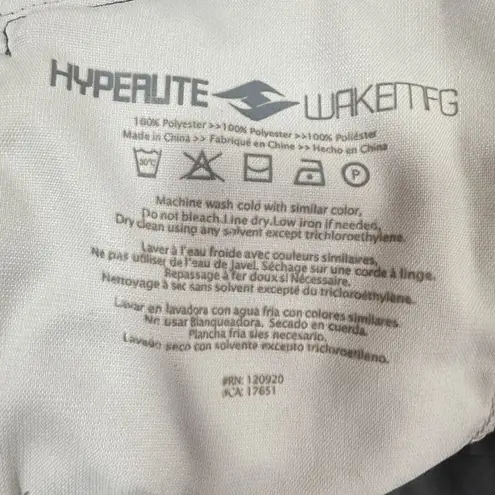 HYPERLITE WAKEMFG
100% Polyester >> 100% Polyester >> 100% Poliéster
Made in China >> Fabriqué en Chine >> Hecho en China
30°C P
Machine wash cold with similar color,
Do not bleach.Line dry.Low iron if needed,
Dry clean using any solvent except trichloroethylene.
Laver à l'eau froide avec couleurs similaires,
Ne pas utiliser de l'eau de Javel. Séchage sur une corde à linge.
Repassage à fer doux si Nécessaire.
Nettoyage à sec sans solvent excepté du tricloroéthylène.
Lavar en lavadora con agua fria con colores similares
No usar Blanqueadora, Secado en cuerda,
Plancha fria si es necesario,
Lavado seco con solvente excepto tricloroetileno.
RN: 120920
CA: 17651